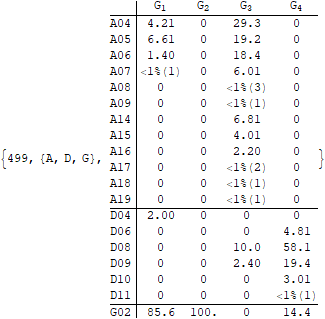 G₁ G₂ G₃ G₄
A04 4.21 0 29.3 0
A05 6.61 0 19.2 0
A06 1.40 0 18.4 0
A07 <1%(1) 0 6.01 0
A08 0 0 <1%(3) 0
A09 0 0 <1%(1) 0
A14 0 0 6.81 0
A15 0 0 4.01 0
A16 0 0 2.20 0
{499, {A, D, G}, A17 0 0 <1%(2) 0 }
A18 0 0 <1%(1) 0
A19 0 0 <1%(1) 0
D04 2.00 0 0 0
D06 0 0 0 4.81
D08 0 0 10.0 58.1
D09 0 0 2.40 19.4
D10 0 0 0 3.01
D11 0 0 0 <1%(1)
G02 85.6 100. 0 14.4